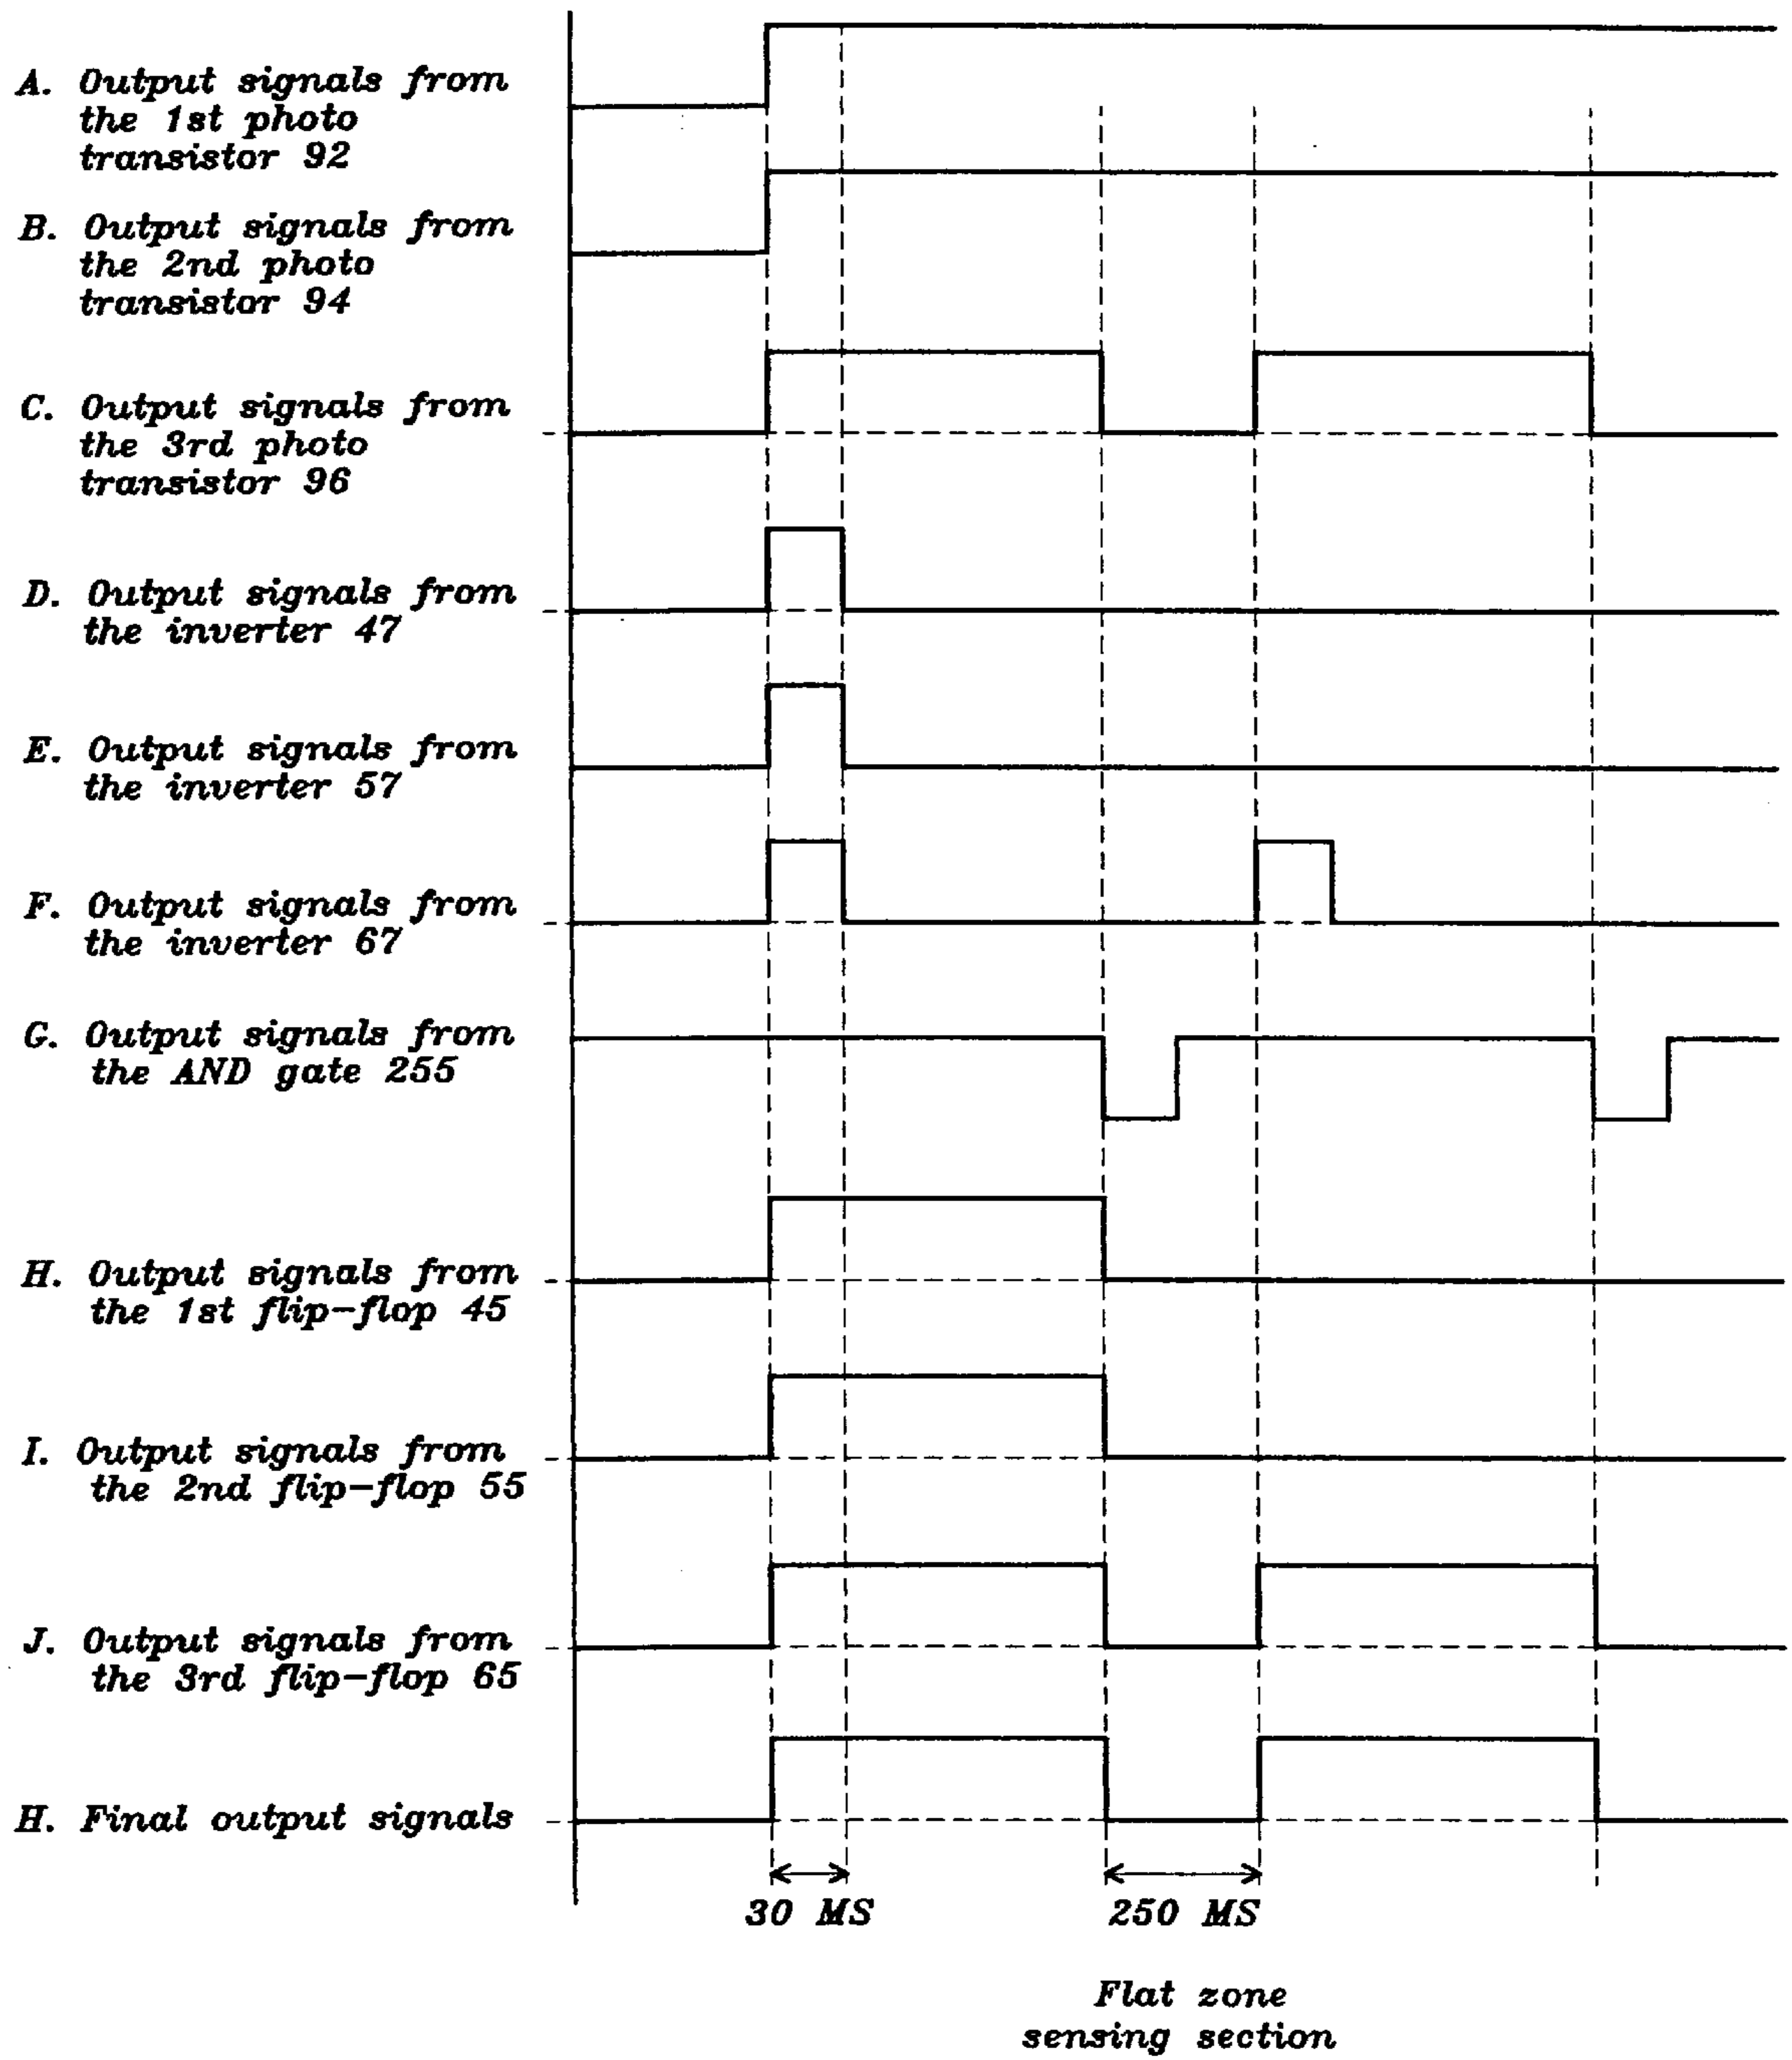 A. Output signals from
the 1st photo
transistor 92
B. Output signals from
the 2nd photo
transistor 94
C. Output signals from
the 3rd photo
transistor 96
D. Output signals from
the inverter 47
E. Output signals from
the inverter 57
F. Output signals from
the inverter 67
G. Output signals from
the AND gate 255
H. Output signals from
the 1st flip-flop 45
I. Output signals from
the 2nd flip-flop 55
J. Output signals from
the 3rd flip-flop 65
H. Final output signals
30 MS 250 MS
Flat zone
sensing section